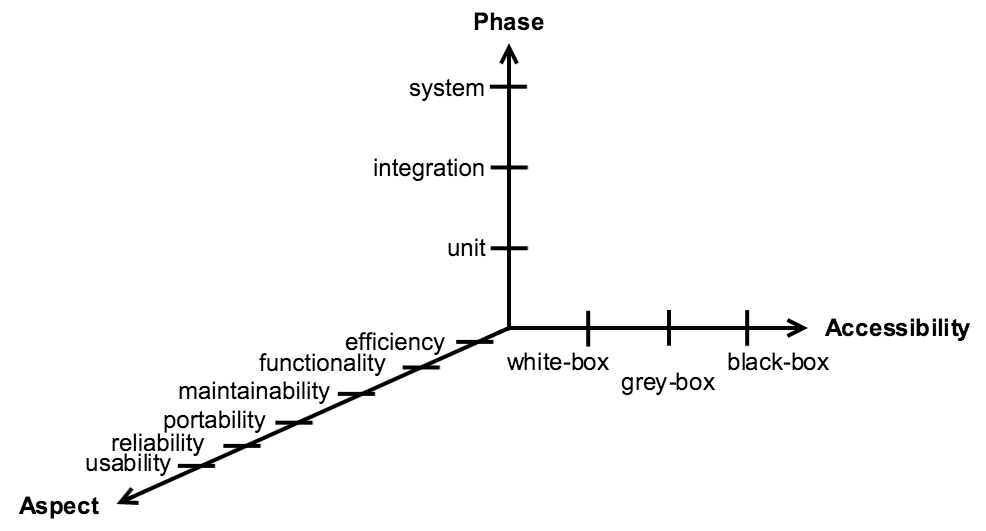 Phase
system
integration
unit
efficiency
functionality
maintainability
portability
reliability
usability
Aspect
white-box
grey-box
black-box
Accessibility